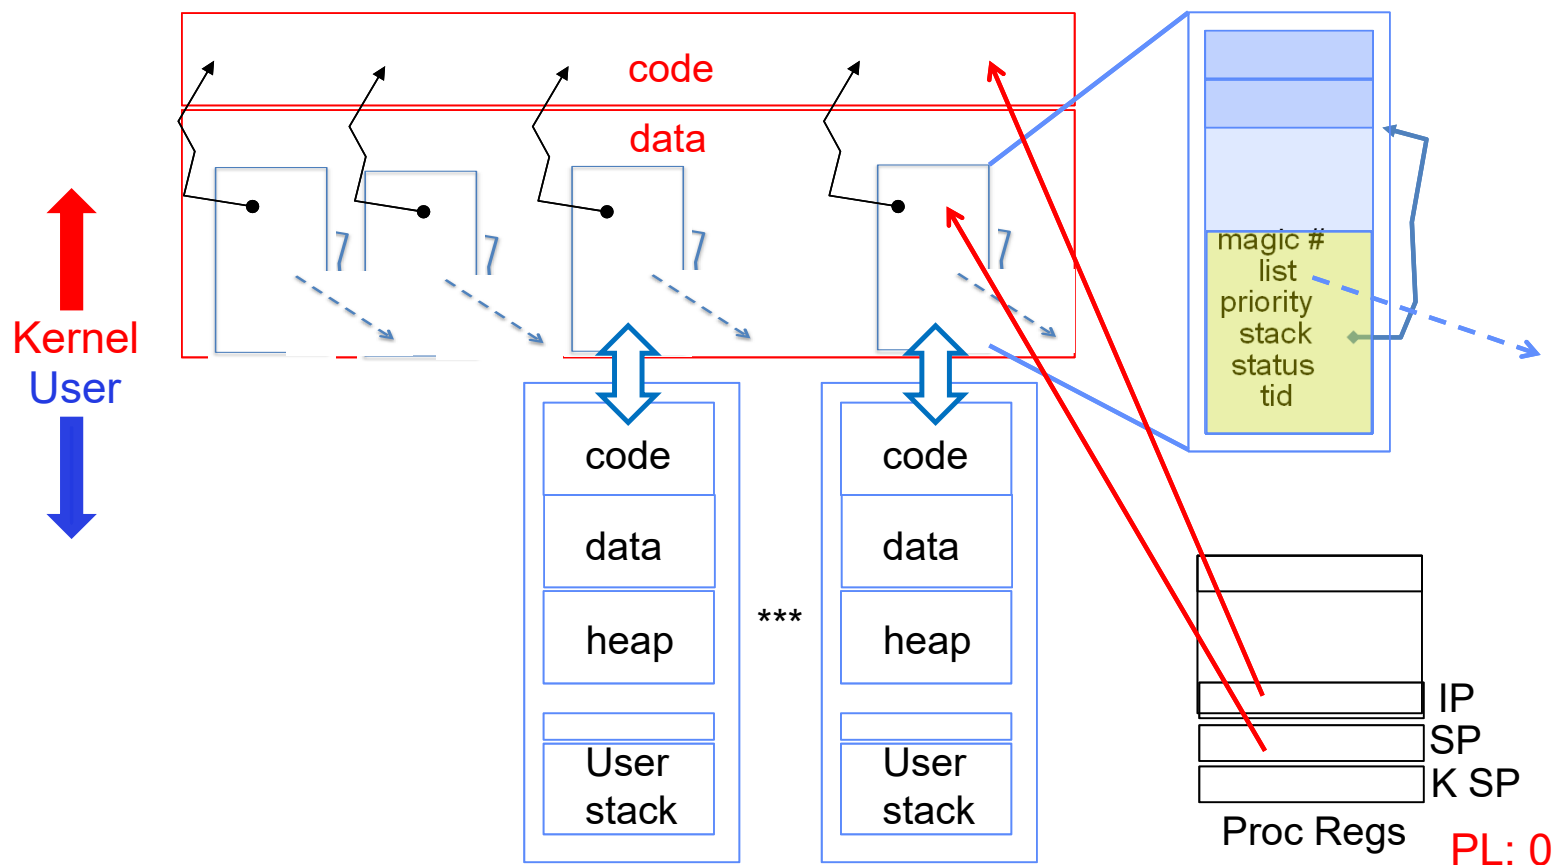 code
data
Kernel
User
magic #
list
priority
stack
status
tid
code
data
heap
User
stack
***
code
data
heap
User
stack
IP
SP
K SP
Proc Regs
PL: 0